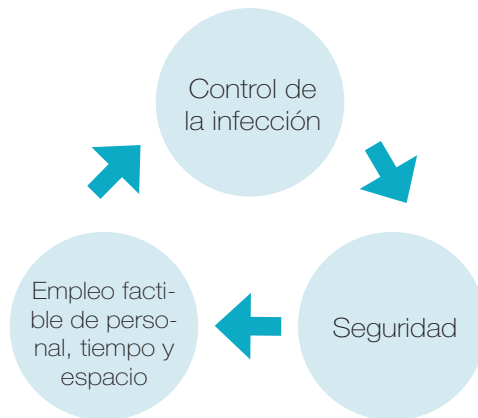 Control de
la infección
Empleo facti-
ble de perso-
nal, tiempo y
espacio
Seguridad